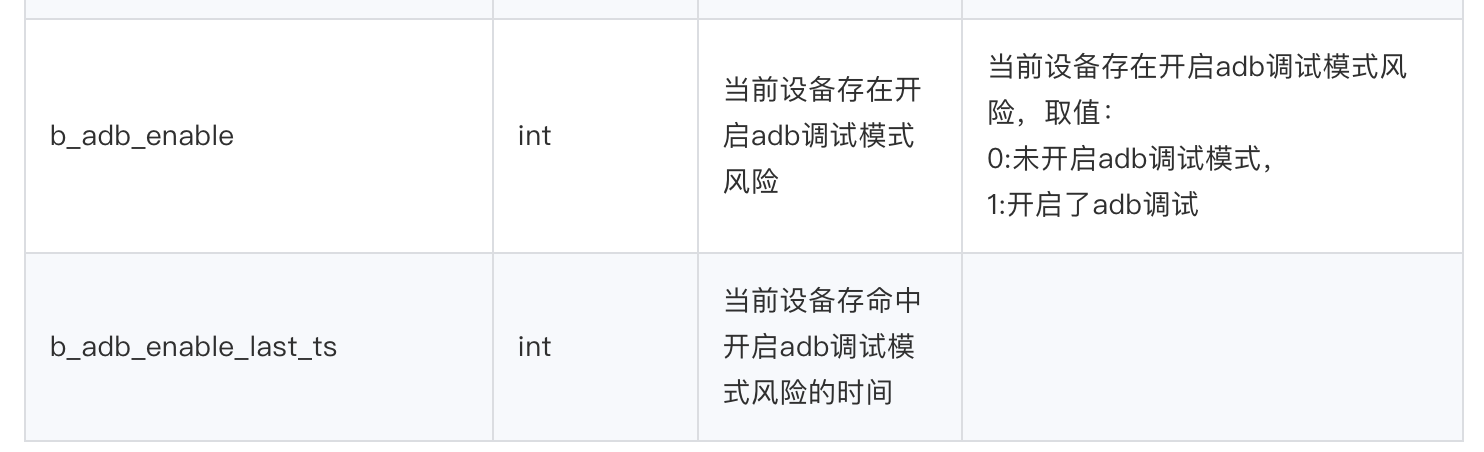 b_adb_enable
int
当前设备存在开
启adb调试模式
风险
当前设备存在开启adb调试模式风
险，取值：
0:未开启adb调试模式，
1:开启了adb调试
b_adb_enable_last_ts
int
当前设备存命中
开启adb调试模
式风险的时间